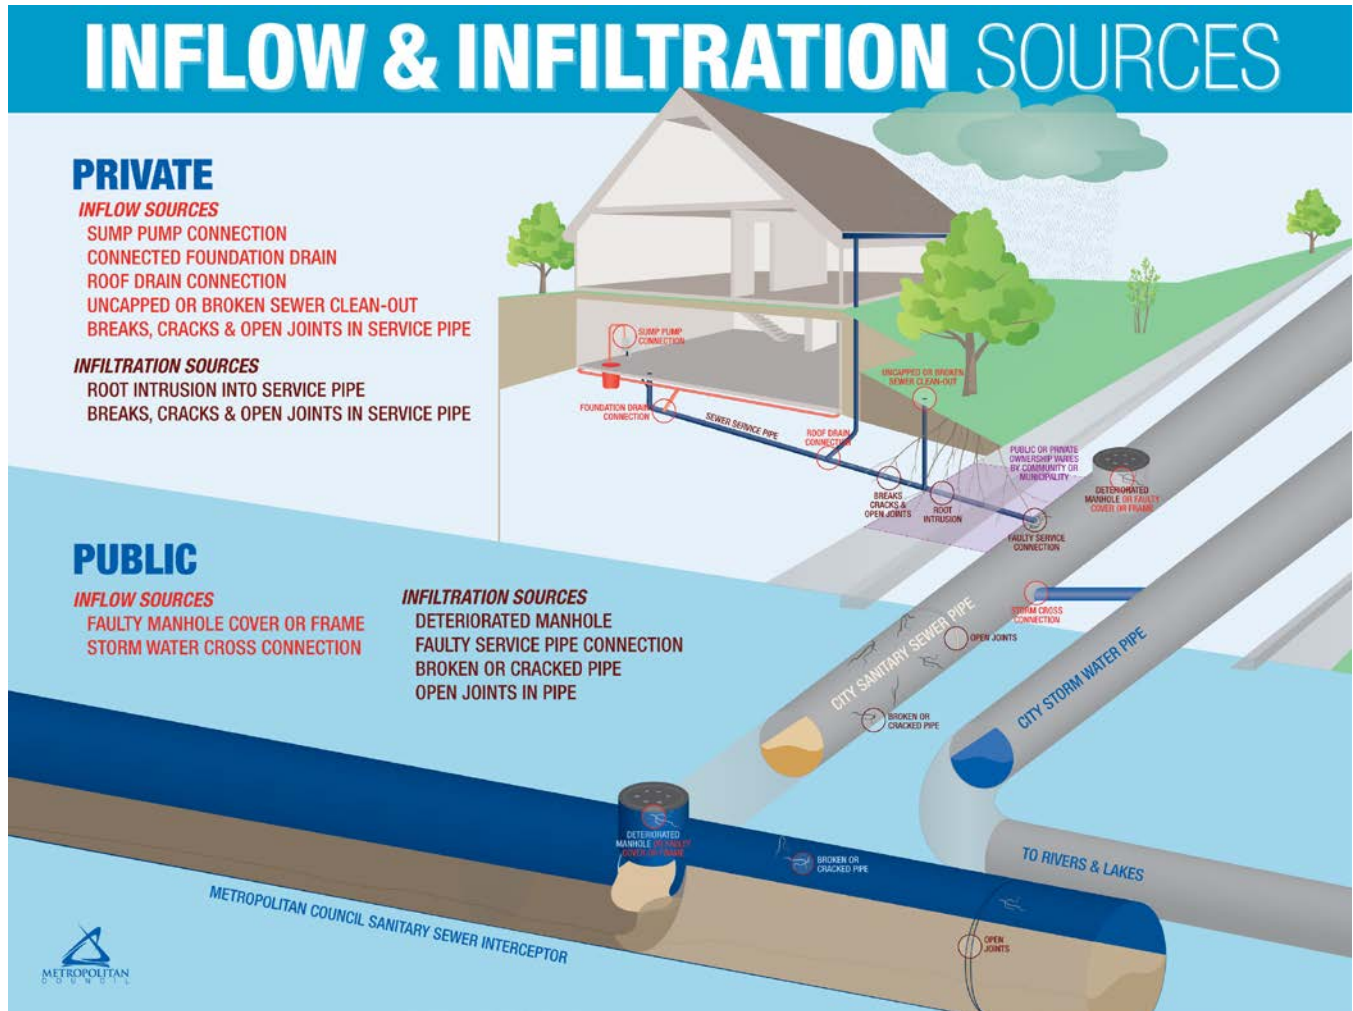 INFLOW & INFILTRATION SOURCES
PRIVATE
INFLOW SOURCES
SUMP PUMP CONNECTION
CONNECTED FOUNDATION DRAIN
ROOF DRAIN CONNECTION
UNCAPPED OR BROKEN SEWER CLEAN-OUT
BREAKS, CRACKS & OPEN JOINTS IN SERVICE PIPE
INFILTRATION SOURCES
ROOT INTRUSION INTO SERVICE PIPE
BREAKS, CRACKS & OPEN JOINTS IN SERVICE PIPE
SUMP PUMP
CONNECTION
UNCAPPED OR BROKEN
SEWER CLEAN-OUT
FOUNDATION DRAIN
CONNECTION
SEWER SERVICE PIPE
ROOF DRAIN
CONNECTION
PUBLIC OR PRIVATE
OWNERSHIP VARIES
BY COMMUNITY OR
MUNICIPALITY
BREAKS
CRACKS &
OPEN JOINTS
ROOT
INTRUSION
DETERIORATED
MANHOLE OR FAULTY
COVER OR FRAME
FAULTY SERVICE
CONNECTION
PUBLIC
INFLOW SOURCES
FAULTY MANHOLE COVER OR FRAME
STORM WATER CROSS CONNECTION
INFILTRATION SOURCES
DETERIORATED MANHOLE
FAULTY SERVICE PIPE CONNECTION
BROKEN OR CRACKED PIPE
OPEN JOINTS IN PIPE
STORM CROSS
CONNECTION
OPEN JOINTS
CITY SANITARY SEWER PIPE
CITY STORM WATER PIPE
BROKEN OR
CRACKED PIPE
DETERIORATED
MANHOLE OR FAULTY
COVER OR FRAME
BROKEN OR
CRACKED PIPE
TO RIVERS & LAKES
METROPOLITAN COUNCIL SANITARY SEWER INTERCEPTOR
OPEN
JOINTS
METROPOLITAN
COUNCIL